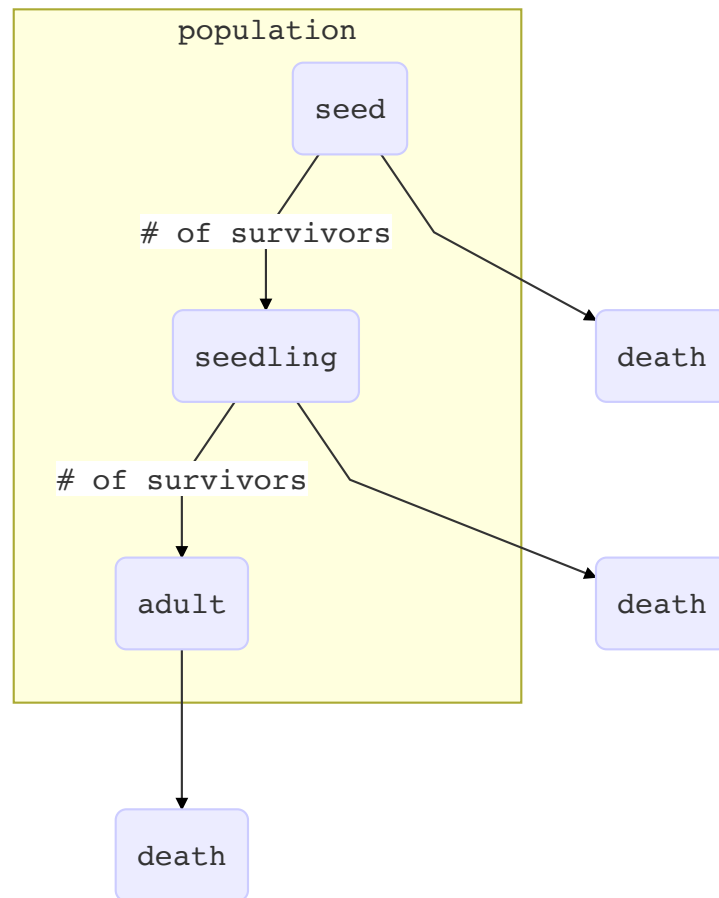 population
seed
# of survivors
seedling
death
# of survivors
adult
death
death